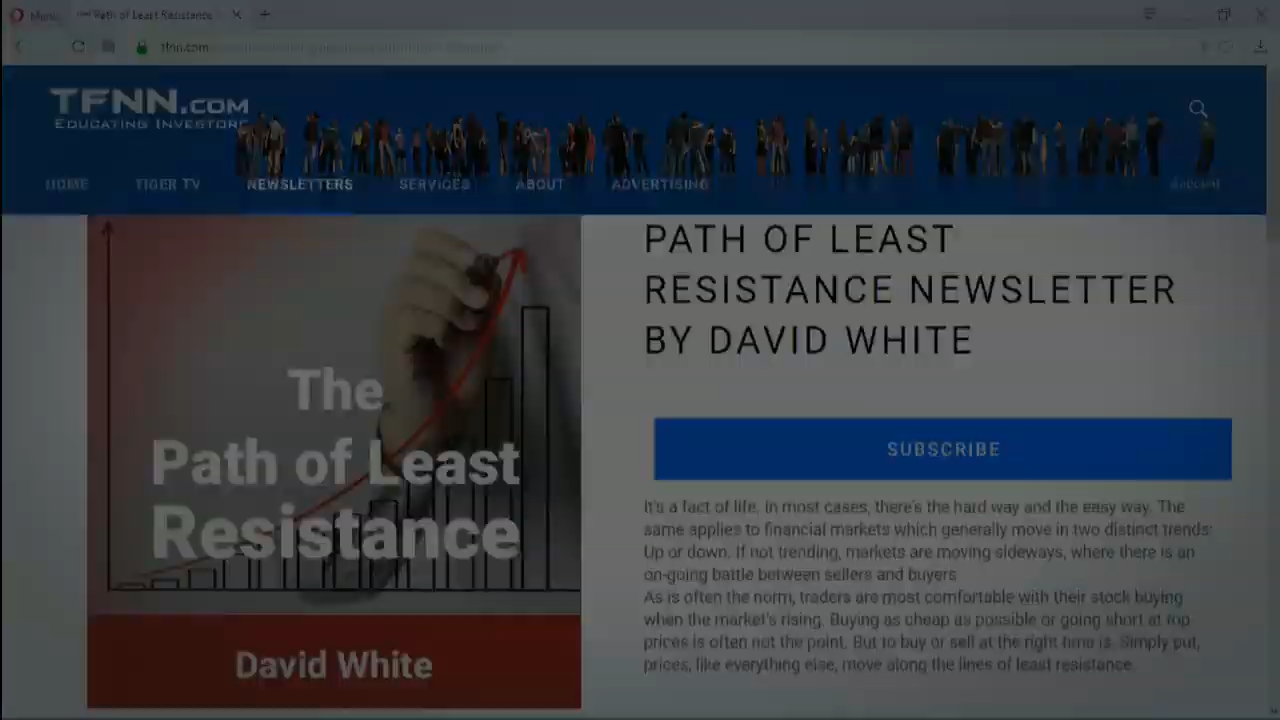 Path of Least Resistance
tfnn.com
TFNN.COM
EDUCATING INVESTORS
HOME TIGER TV NEWSLETTERS SERVICES ABOUT ADVERTISING
The
Path of Least
Resistance
David White
PATH OF LEAST
RESISTANCE NEWSLETTER
BY DAVID WHITE
SUBSCRIBE
It's a fact of life. In most cases, there's the hard way and the easy way. The
same applies to financial markets which generally move in two distinct trends:
Up or down. If not trending, markets are moving sideways, where there is an
on-going battle between sellers and buyers
As is often the norm, traders are most comfortable with their stock buying
when the market's rising. Buying as cheap as possible or going short at top
prices is often not the point. But to buy or sell at the right time is. Simply put,
prices, like everything else, move along the lines of least resistance.